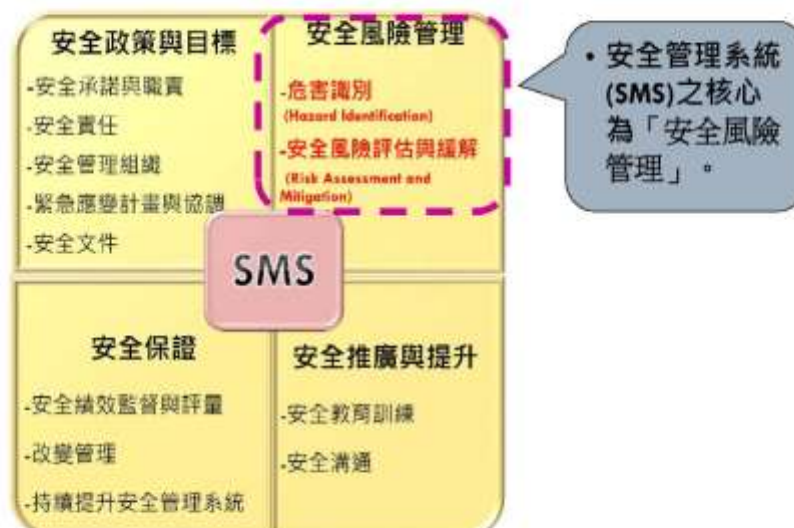 安全政策與目標
-安全承諾與職責
-安全責任
-安全管理組織
-緊急應變計畫與協調
-安全文件
安全風險管理
-危害識別
(Hazard Identification)
-安全風險評估與緩解
(Risk Assessment and
Mitigation)
• 安全管理系統
(SMS)之核心
為「安全風險
管理」。
SMS
安全保證
-安全績效監督與評量
-改變管理
-持續提升安全管理系統
安全推廣與提升
-安全教育訓練
-安全溝通